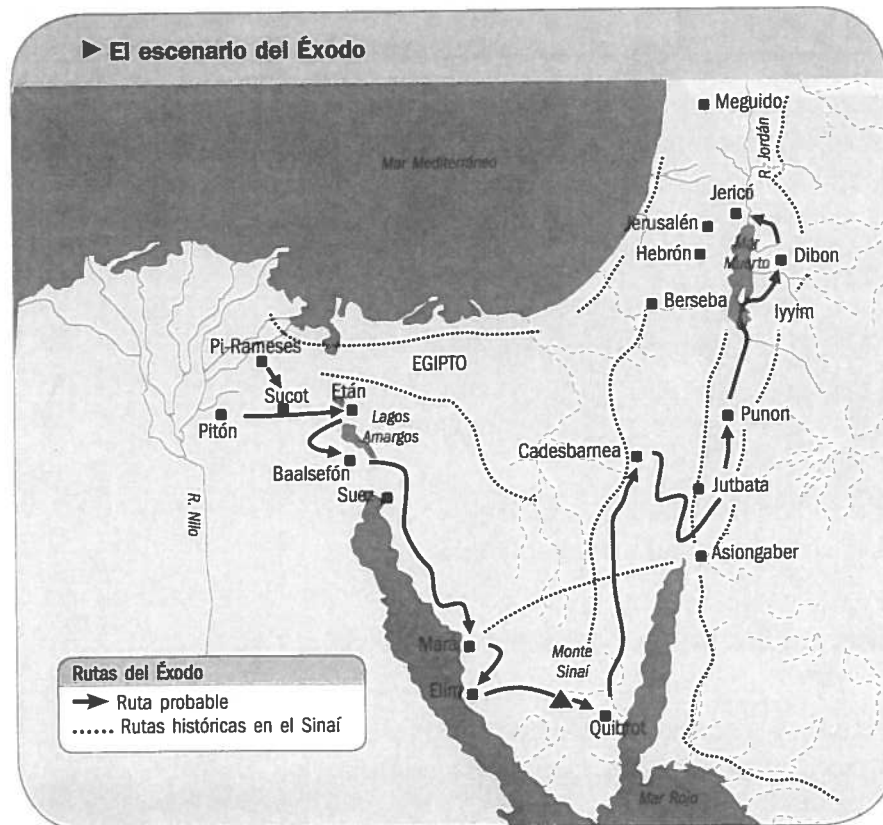 ► El escenario del Éxodo
Meguido
Mar Mediterráneo
R. Jordán
Jericó
Jerusalén
Mar
Muerto
Hebrón
Dibon
Berseba
Iyyim
Pi-Rameses
EGIPTO
Sucot
Etán
Pitón
Lagos
Amargos
Punon
Baalsefón
Cadesbarnea
Suez
Jutbata
R. Nilo
Asiongaber
Mara
Monte
Sinaí
Elim
Quibrot
Rutas del Éxodo
Ruta probable
Rutas históricas en el Sinaí
Mar Rojo